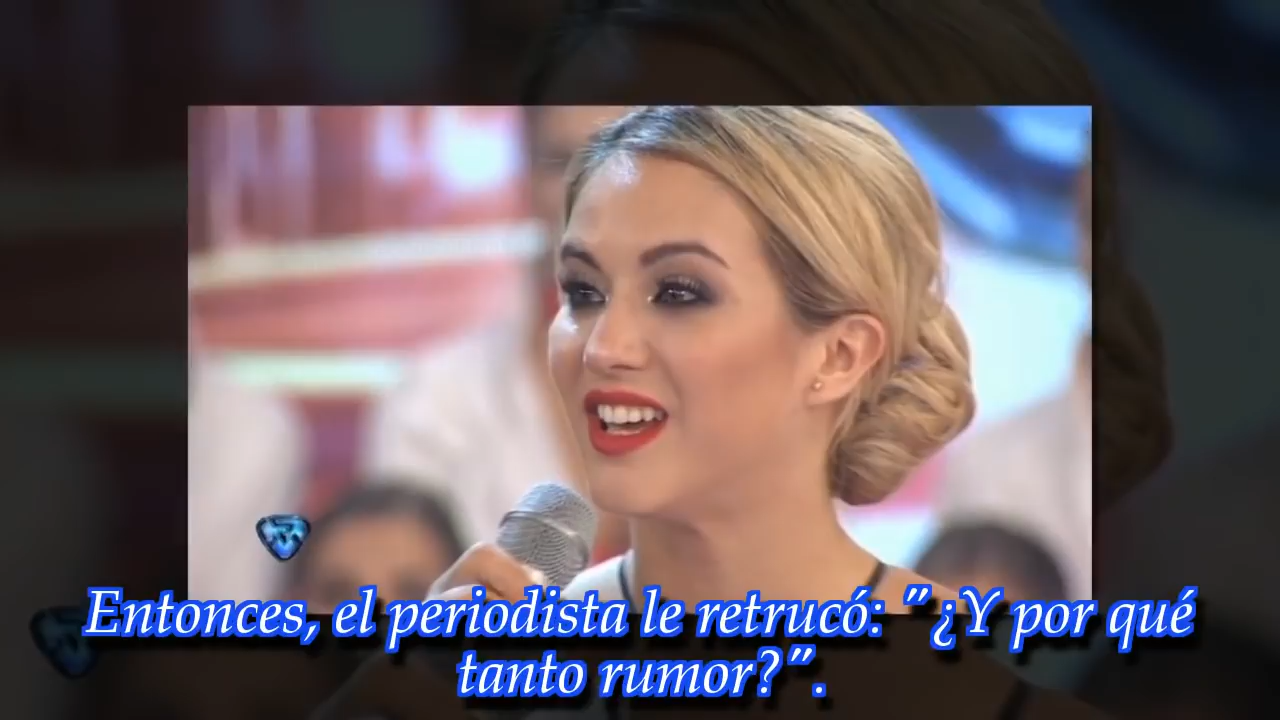 Entonces, el periodista le retrucó: "¿Y por qué
tanto rumor?".